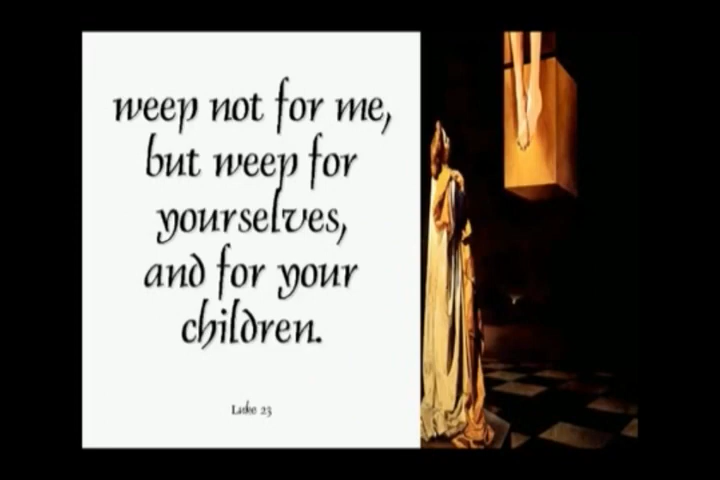 weep not for me,
but weep for
yourselves,
and for your
children.
Luke 23